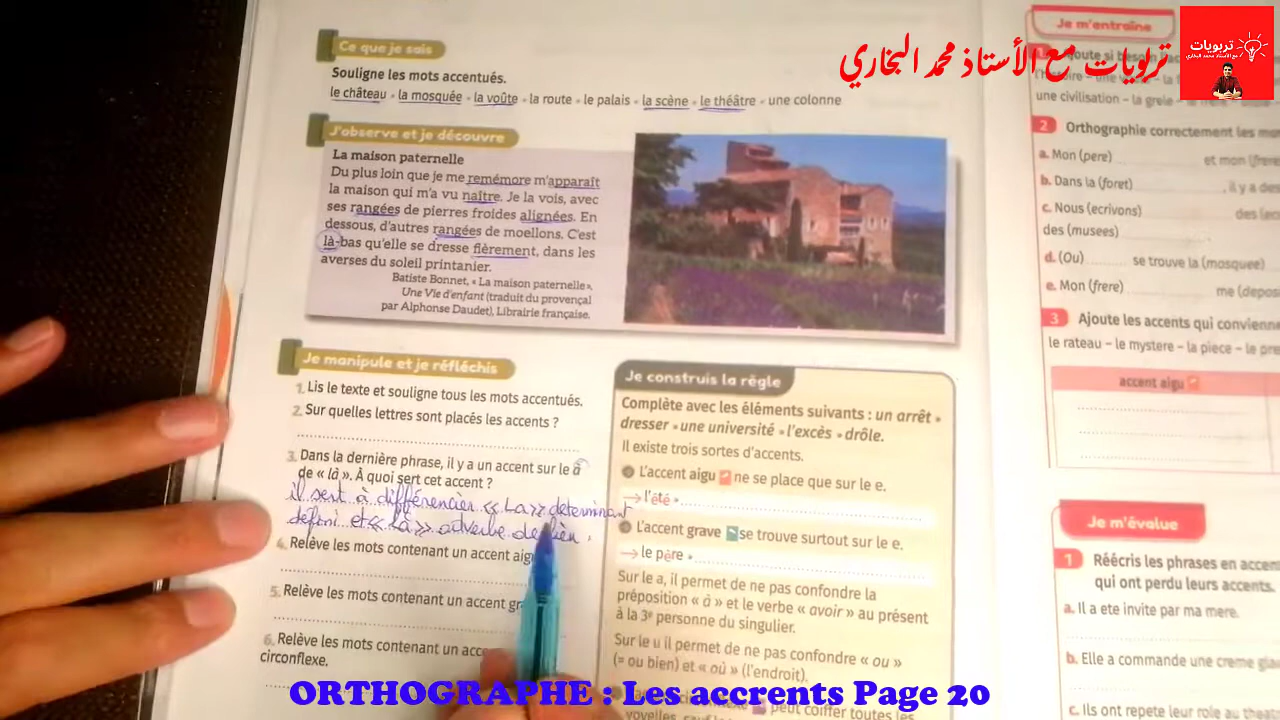 Ce que je sais
Souligne les mots accentués.
le château • la mosquée • la voûte • la route • le palais • la scène • le théâtre • une colonne
J'observe et je découvre
La maison paternelle
Du plus loin que je me remémore m'apparaît
la maison qui m'a vu naître. Je la vois, avec
ses rangées de pierres froides alignées. En
dessous, d'autres rangées de moellons. C'est
là-bas qu'elle se dresse fièrement, dans les
averses du soleil printanier.
Batiste Bonnet, « La maison paternelle »,
Une Vie d'enfant (traduit du provençal
par Alphonse Daudet), Librairie française.
Je manipule et je réfléchis
1. Lis le texte et souligne tous les mots accentués.
2. Sur quelles lettres sont placés les accents ?
3. Dans la dernière phrase, il y a un accent sur le a
de « là ». À quoi sert cet accent ?
il sert à différencier « La » determinant
défini et « Là » adverbe de lieu.
4. Relève les mots contenant un accent
5. Relève les mots contenant un accent
6. Relève les mots contenant un
circonflexe.
Je construis la règle
Complète avec les éléments suivants : un arrêt •
dresser • une université • l'excès • drôle.
Il existe trois sortes d'accents.
L'accent aigu ne se place que sur le e.
→ l'été •
L'accent grave se trouve surtout sur le e.
→ le père •
Sur le a, il permet de ne pas confondre la
préposition « à » et le verbe « avoir » au présent
à la 3e personne du singulier.
Sur le u il permet de ne pas confondre « ou »
(= ou bien) et « où » (l'endroit).
peut coiffer toutes les
Je m'entraîne
تربويات مع الأستاذ محمد البخاري
تربويات
مع الأستاذ محمد البخاري
une civilisation – la
2 Orthographie correctement les
a. Mon (pere) et mon (frere
b. Dans la (foret) , il y a
c. Nous (ecrivons) des
des (musees)
d. (Ou) se trouve la (mosquee)
e. Mon (frere) me
3 Ajoute les accents qui
le rateau – le mystere – la piece – le
accent aigu
Je m'évalue
1 Réécris les phrases en
qui ont perdu leurs accents.
a. Il a ete invite par ma mere.
b. Elle a commande une creme
c. Ils ont repete leur role au
ORTHOGRAPHE : Les accrents Page 20